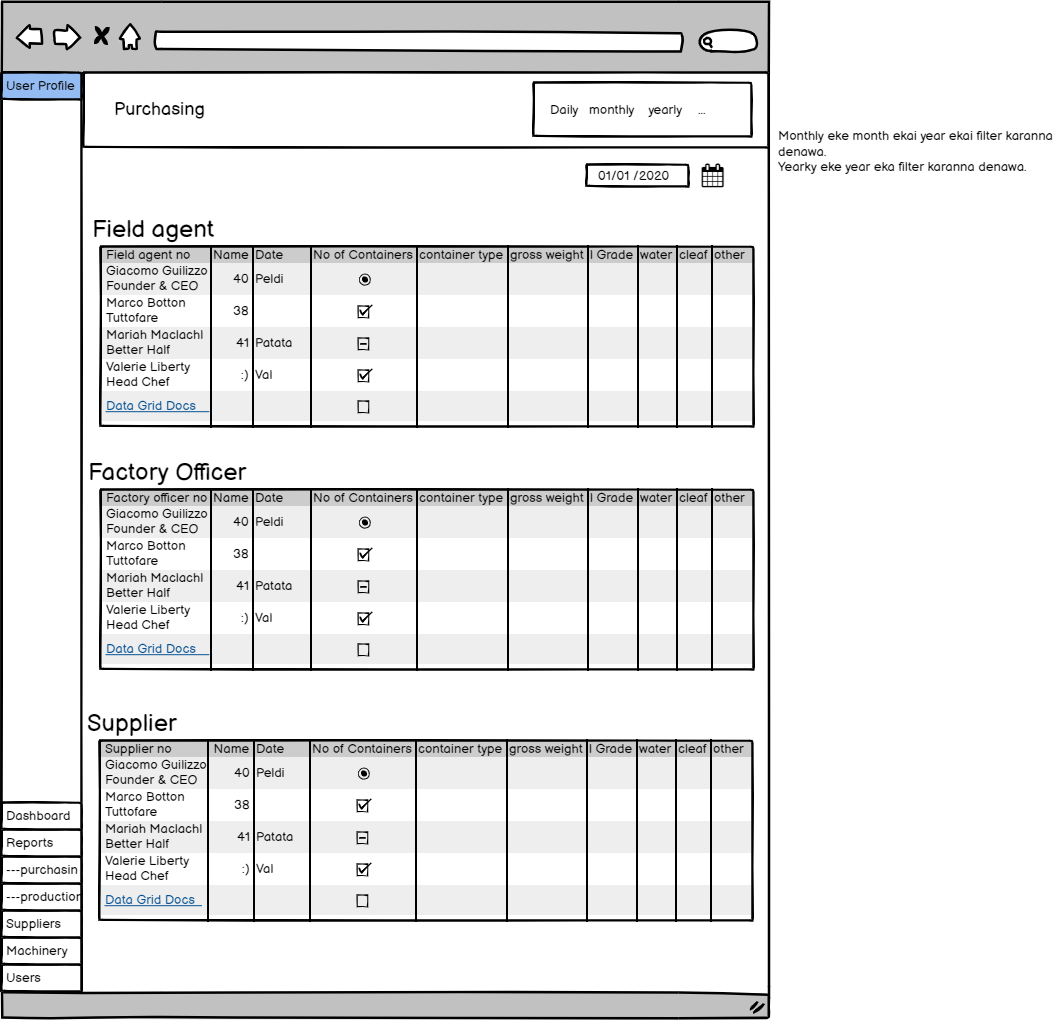 User Profile
Purchasing
Daily monthly yearly ...
Monthly eke month ekai year ekai filter karanna
denawa.
Yearky eke year eka filter karanna denawa.
01/01 /2020
Field agent
Field agent no Name Date No of Containers container type gross weight I Grade water cleaf other
Giacomo Guilizzo
Founder & CEO
40 Peldi
Marco Botton
Tuttofare
38
Mariah Maclachl
Better Half
41 Patata
Valerie Liberty
Head Chef
:) Val
Data Grid Docs
Factory Officer
Factory officer no Name Date No of Containers container type gross weight I Grade water cleaf other
Giacomo Guilizzo
Founder & CEO
40 Peldi
Marco Botton
Tuttofare
38
Mariah Maclachl
Better Half
41 Patata
Valerie Liberty
Head Chef
:) Val
Data Grid Docs
Supplier
Supplier no Name Date No of Containers container type gross weight I Grade water cleaf other
Giacomo Guilizzo
Founder & CEO
40 Peldi
Marco Botton
Tuttofare
38
Mariah Maclachl
Better Half
41 Patata
Valerie Liberty
Head Chef
:) Val
Data Grid Docs
Dashboard
Reports
---purchasin
---production
Suppliers
Machinery
Users